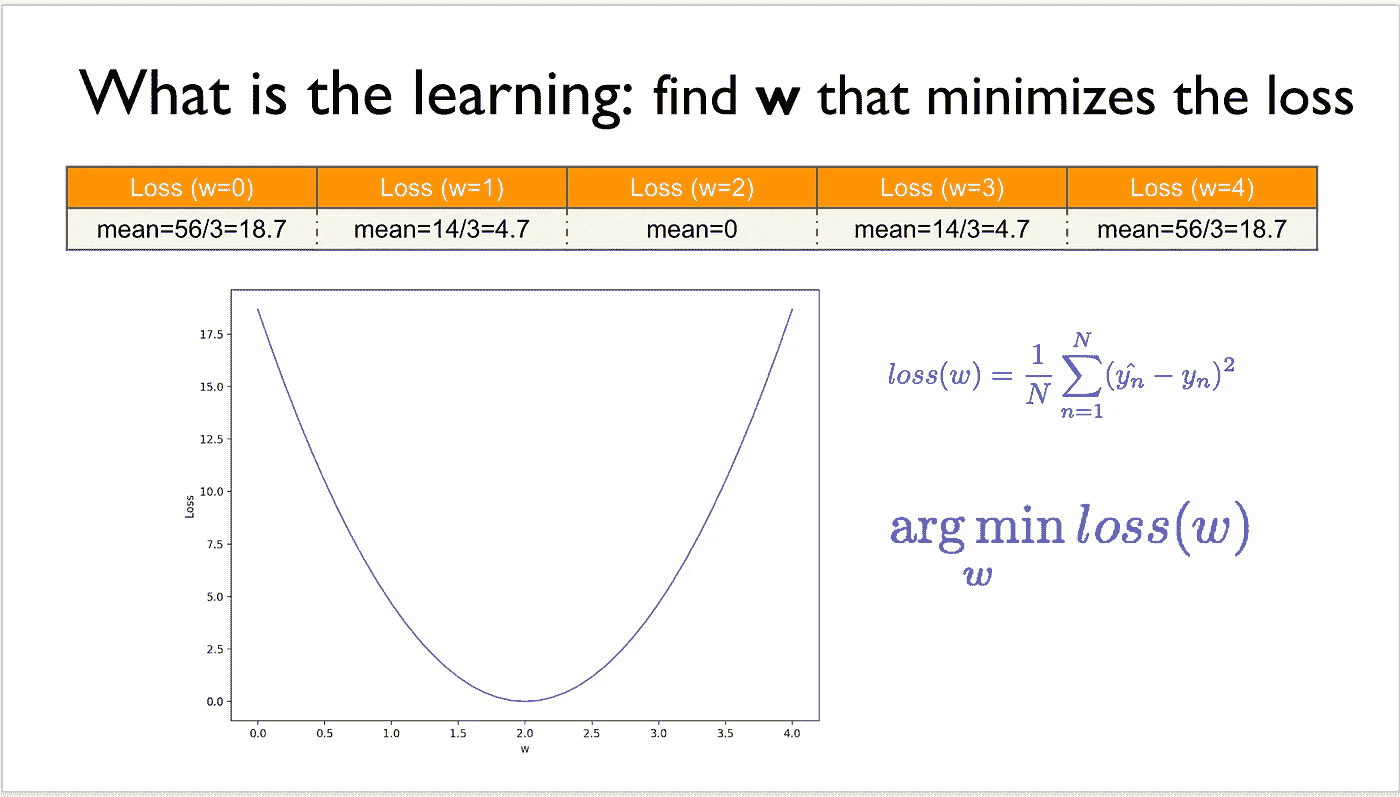 What is the learning: find w that minimizes the loss
Loss (w=0) Loss (w=1) Loss (w=2) Loss (w=3) Loss (w=4)
mean=56/3=18.7 mean=14/3=4.7 mean=0 mean=14/3=4.7 mean=56/3=18.7
17.5
15.0
12.5
10.0
7.5
5.0
2.5
0.0
Loss
0.0 0.5 1.0 1.5 2.0 2.5 3.0 3.5 4.0
w
loss(w) = \frac{1}{N} \sum_{n=1}^{N} (\hat{y_n} - y_n)^2
arg min loss(w)
w